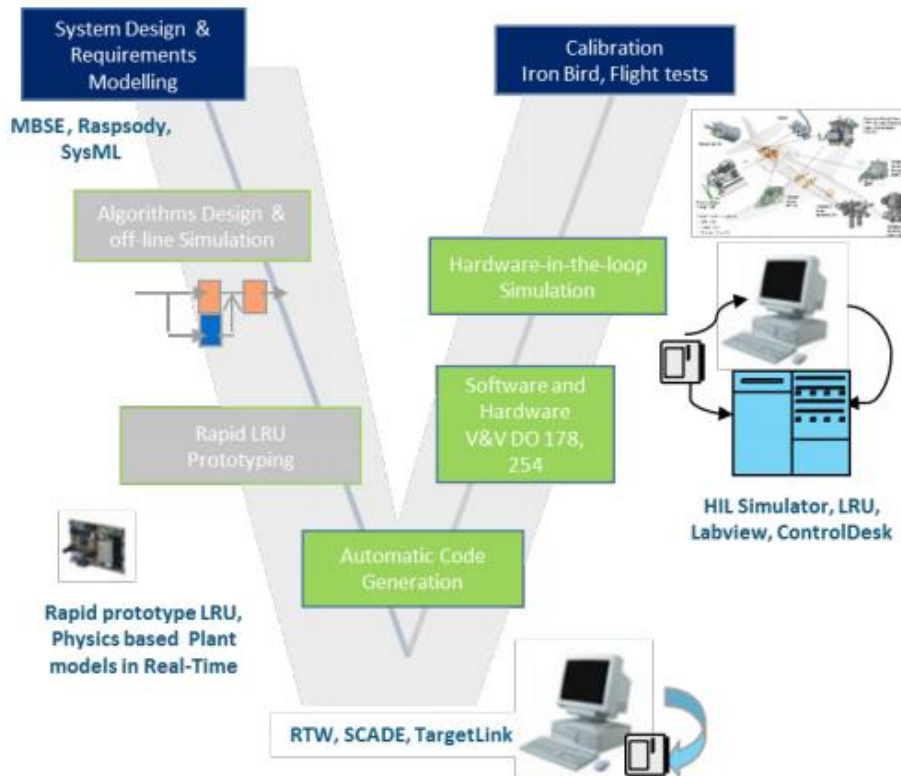 System Design &
Requirements
Modelling
MBSE, Raspsody,
SysML
Algorithms Design &
off-line Simulation
Rapid LRU
Prototyping
Rapid prototype LRU,
Physics based Plant
models in Real-Time
Automatic Code
Generation
RTW, SCADE, TargetLink
Software and
Hardware
V&V DO 178,
254
Hardware-in-the-loop
Simulation
HIL Simulator, LRU,
Labview, ControlDesk
Calibration
Iron Bird, Flight tests